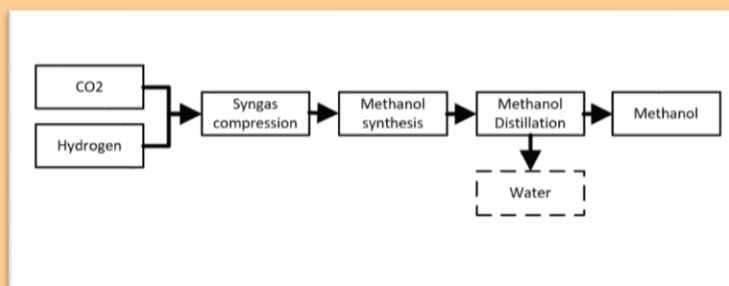 CO2
Hydrogen
Syngas
compression
Methanol
synthesis
Methanol
Distillation
Methanol
Water